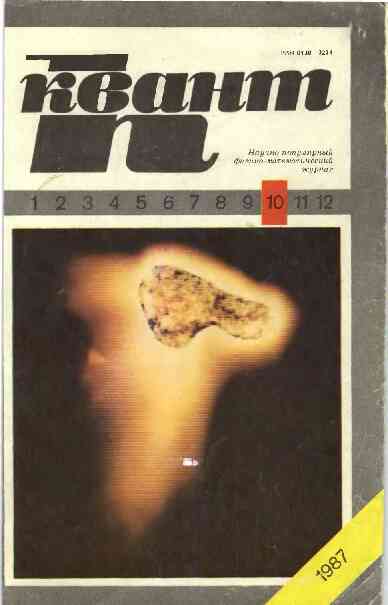 квант
Научно-популярный
физико-математический
журнал
1 2 3 4 5 6 7 8 9 10 11 12
1987